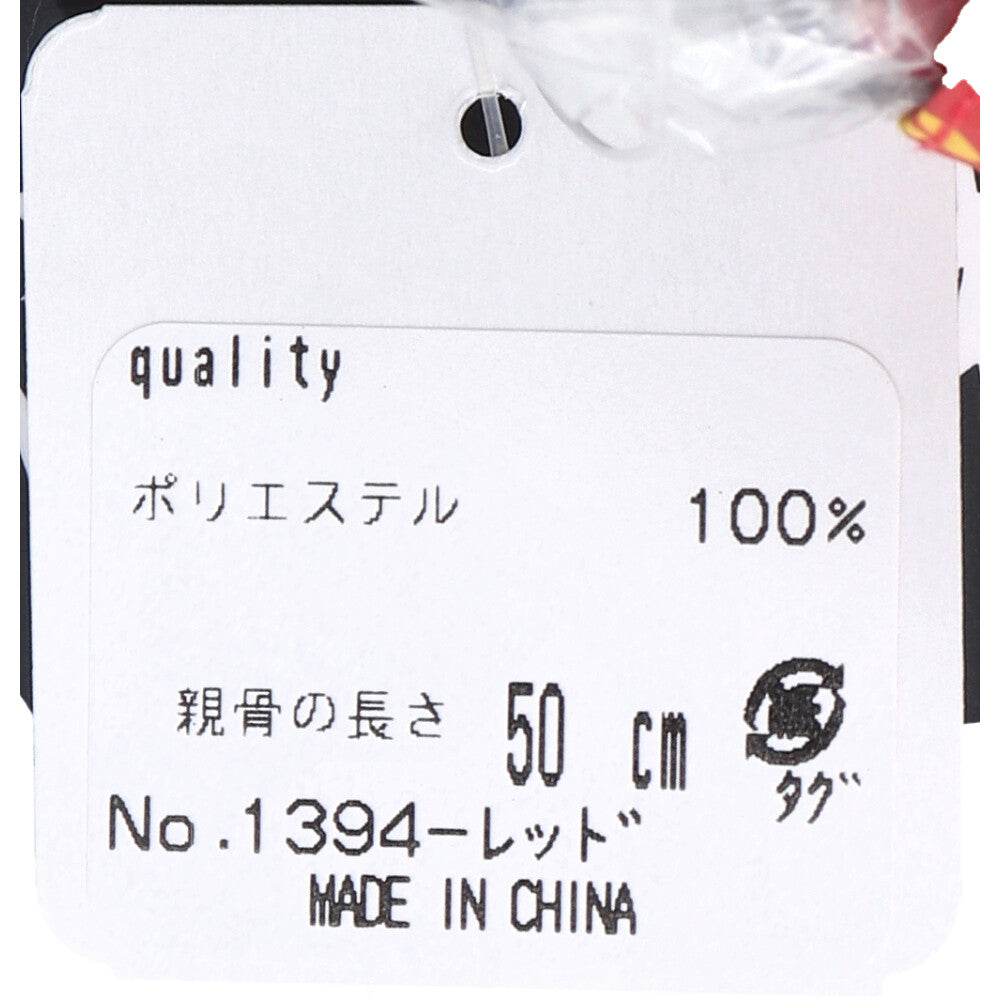 quality
ポリエステル 100%
親骨の長さ 50 cm
タグ
No.1394-レッド
MADE IN CHINA